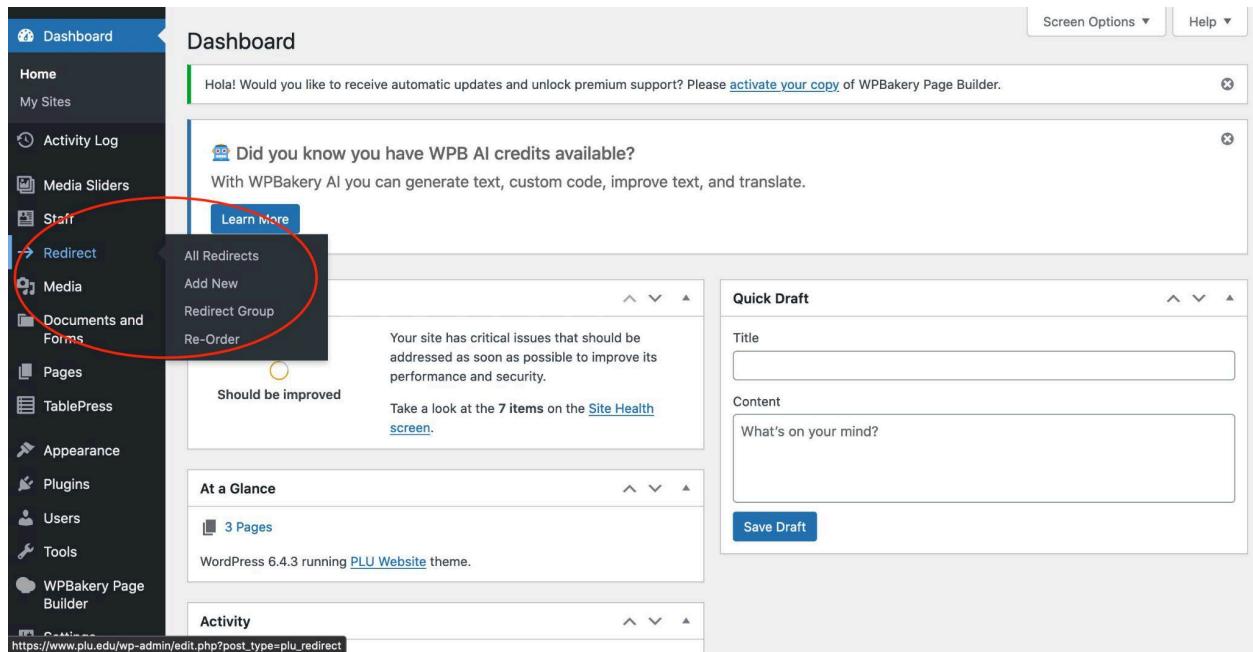 Screen Options ▼
Help ▼
Dashboard
Home
My Sites
Activity Log
Media Sliders
Staff
Redirect
Media
Documents and
Forms
Pages
TablePress
Appearance
Plugins
Users
Tools
WPBakery Page
Builder
Settings
https://www.plu.edu/wp-admin/edit.php?post_type=plu_redirect
All Redirects
Add New
Redirect Group
Re-Order
Dashboard
Hola! Would you like to receive automatic updates and unlock premium support? Please activate your copy of WPBakery Page Builder.
Did you know you have WPB AI credits available?
With WPBakery AI you can generate text, custom code, improve text, and translate.
Learn More
Should be improved
Your site has critical issues that should be
addressed as soon as possible to improve its
performance and security.
Take a look at the 7 items on the Site Health
screen.
At a Glance
3 Pages
WordPress 6.4.3 running PLU Website theme.
Activity
Quick Draft
Title
Content
What's on your mind?
Save Draft